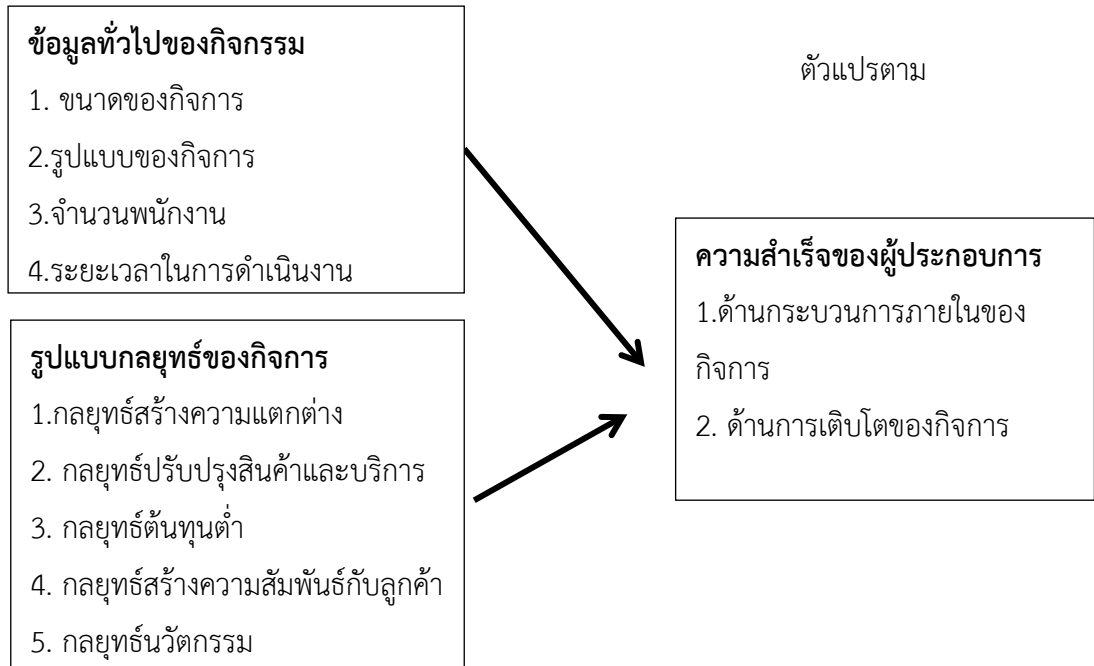 ข้อมูลทั่วไปของกิจกรรม
1. ขนาดของกิจการ
2.รูปแบบของกิจการ
3.จำนวนพนักงาน
4.ระยะเวลาในการดำเนินงาน
รูปแบบกลยุทธ์ของกิจการ
1.กลยุทธ์สร้างความแตกต่าง
2. กลยุทธ์ปรับปรุงสินค้าและบริการ
3. กลยุทธ์ต้นทุนต่ำ
4. กลยุทธ์สร้างความสัมพันธ์กับลูกค้า
5. กลยุทธ์นวัตกรรม
ตัวแปรตาม
ความสำเร็จของผู้ประกอบการ
1.ด้านกระบวนการภายในของ
กิจการ
2. ด้านการเติบโตของกิจการ